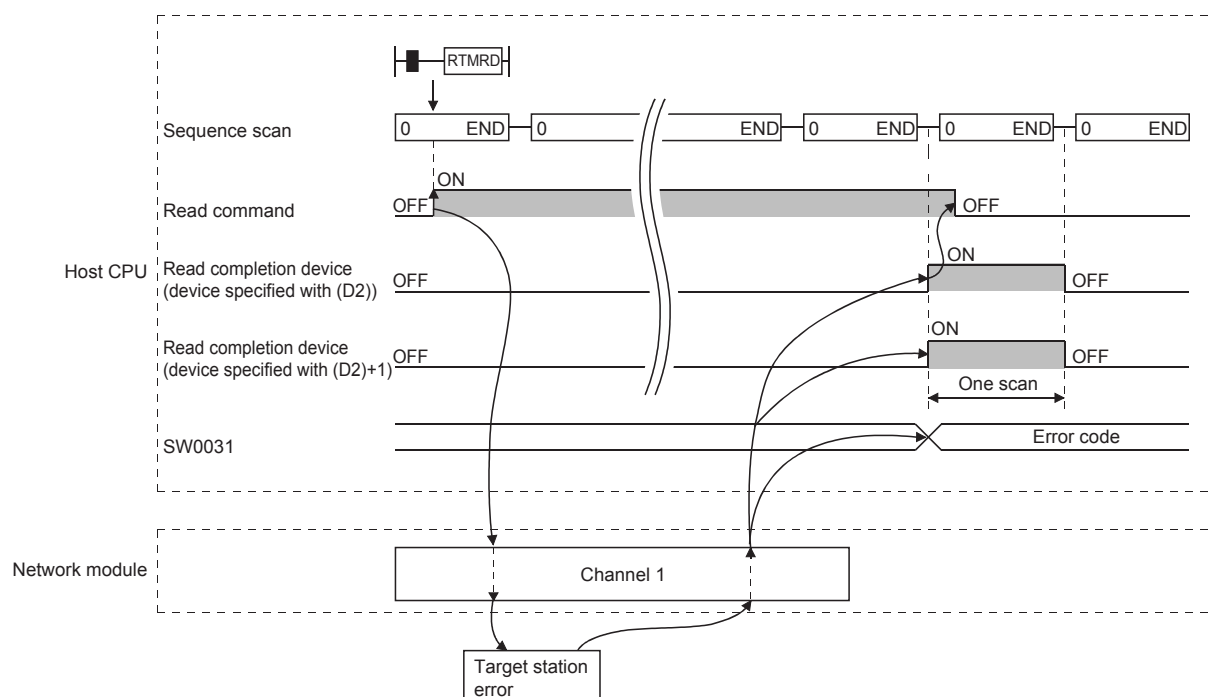 RTMRD
Sequence scan
0 END 0 END 0 END 0 END 0 END
ON
Read command
OFF OFF
Host CPU
Read completion device
(device specified with (D2))
ON
OFF OFF
Read completion device
(device specified with (D2)+1)
ON
OFF OFF
One scan
SW0031
Error code
Network module
Channel 1
Target station
error